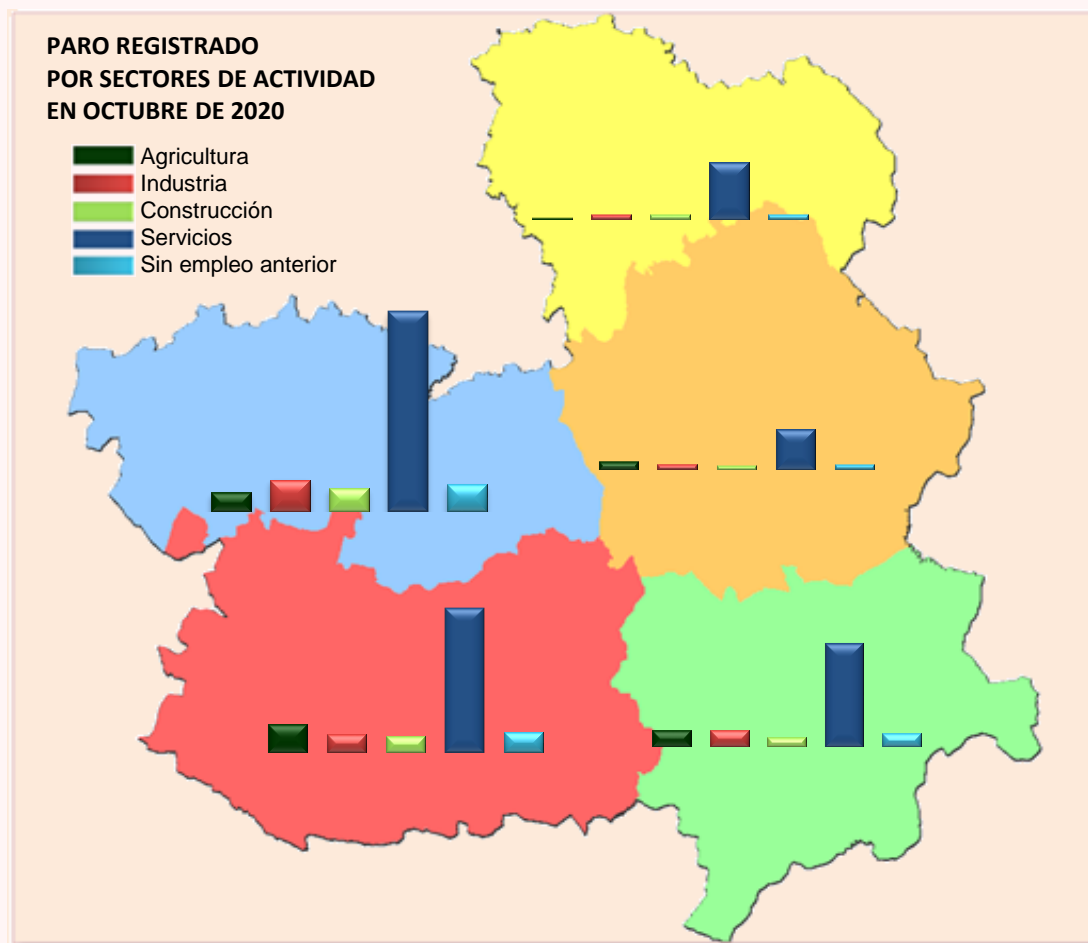 PARO REGISTRADO
POR SECTORES DE ACTIVIDAD
EN OCTUBRE DE 2020
Agricultura
Industria
Construcción
Servicios
Sin empleo anterior